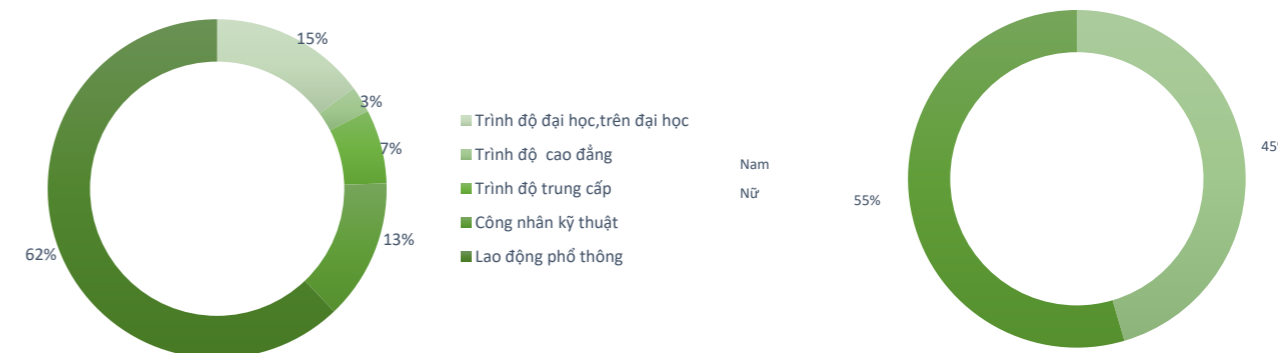 15%
3%
7%
13%
62%
Trình độ đại học,trên đại học
Trình độ cao đẳng
Trình độ trung cấp
Công nhân kỹ thuật
Lao động phổ thông
Nam
Nữ
55%
45%